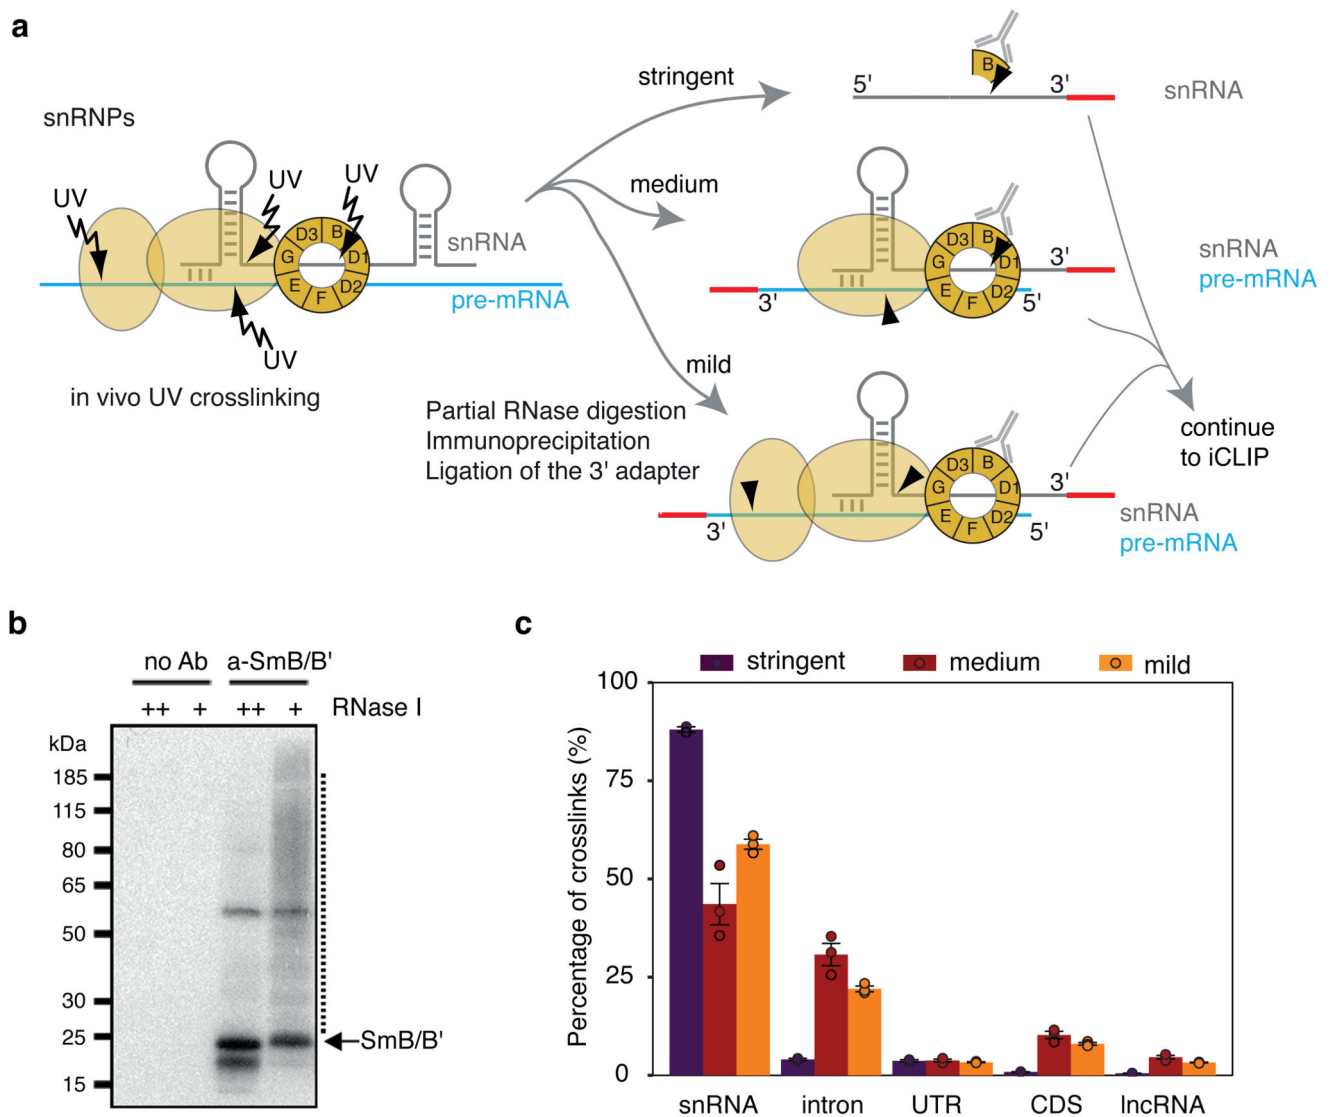 a
snRNPs
UV
UV
UV
UV
D3
B
G
D1
E
F
D2
snRNA
pre-mRNA
in vivo UV crosslinking
stringent
medium
mild
Partial RNase digestion
Immunoprecipitation
Ligation of the 3' adapter
B
5'
3'
snRNA
D3
B
G
D1
E
F
D2
3'
3'
5'
snRNA
pre-mRNA
D3
B
G
D1
E
F
D2
3'
3'
5'
snRNA
pre-mRNA
continue
to iCLIP
b
no Ab a-SmB/B'
++ + ++ + RNase I
kDa
185
115
80
65
50
30
25
15
SmB/B'
c
stringent medium mild
Percentage of crosslinks (%)
100
75
50
25
0
snRNA intron UTR CDS lncRNA